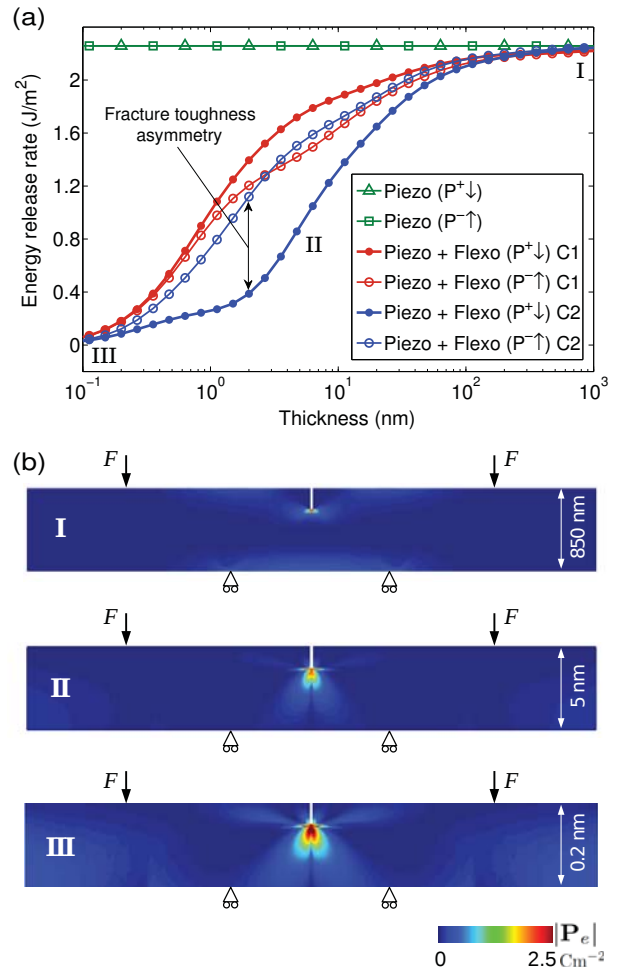 (a)
Energy release rate (J/m²)
2.4
2
1.6
1.2
0.8
0.4
0
Fracture toughness
asymmetry
I
II
III
Piezo (P⁺↓)
Piezo (P⁻↑)
Piezo + Flexo (P⁺↓) C1
Piezo + Flexo (P⁻↑) C1
Piezo + Flexo (P⁺↓) C2
Piezo + Flexo (P⁻↑) C2
10⁻¹ 10⁰ 10¹ 10² 10³
Thickness (nm)
(b)
F F
I 850 nm
F F
II 5 nm
F F
III 0.2 nm
|Pₑ|
0 2.5 Cm⁻²